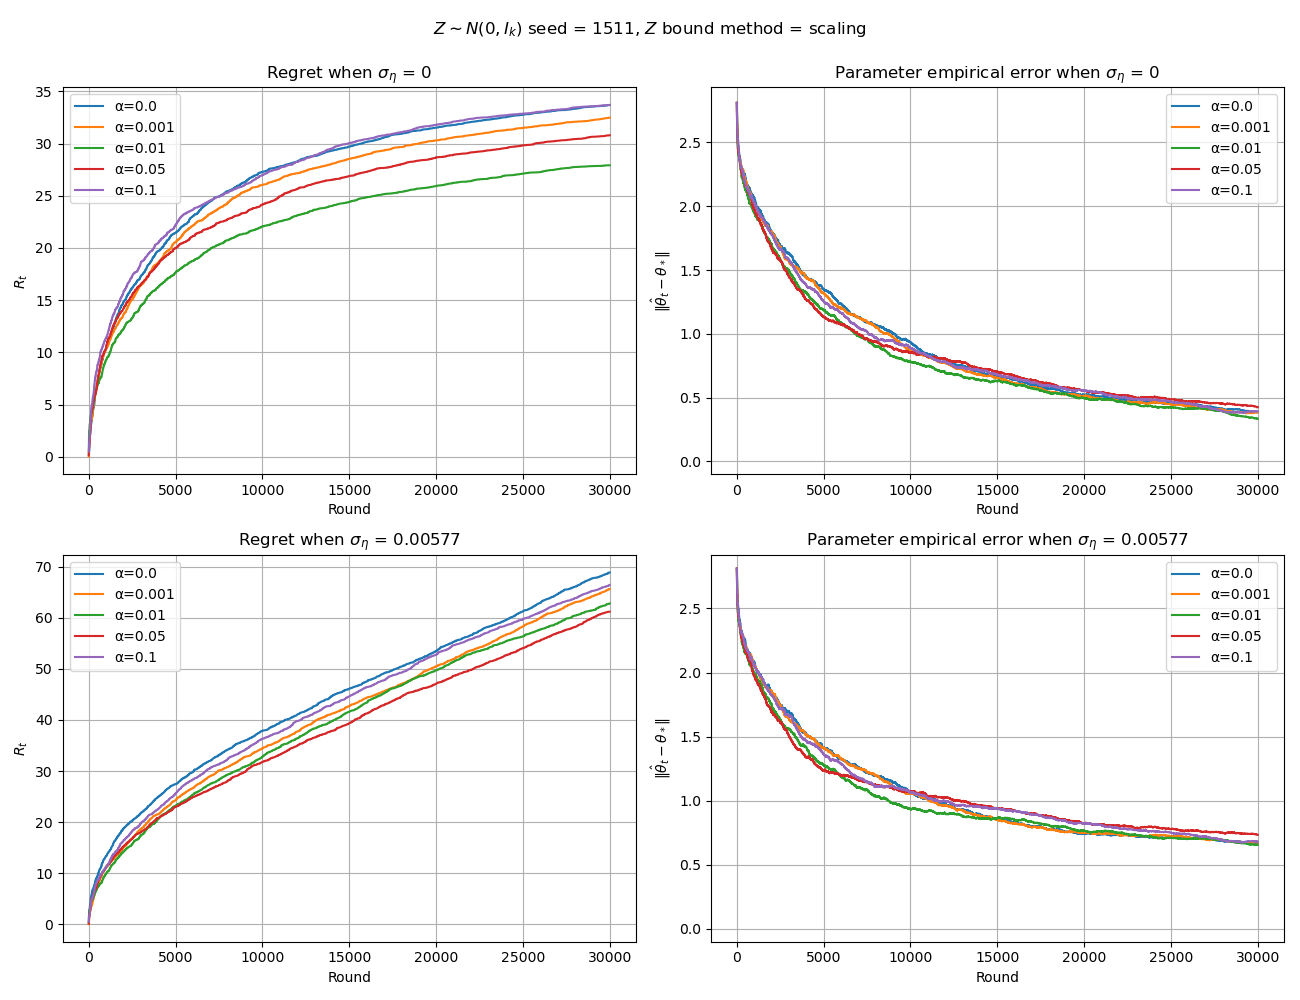 Z ∼ N(0, I_k) seed = 1511, Z bound method = scaling
Regret when σ_η = 0
R_t
35
30
25
20
15
10
5
0
α=0.0
α=0.001
α=0.01
α=0.05
α=0.1
0 5000 10000 15000 20000 25000 30000
Round
Parameter empirical error when σ_η = 0
‖θ̂_t − θ_*‖
2.5
2.0
1.5
1.0
0.5
0.0
α=0.0
α=0.001
α=0.01
α=0.05
α=0.1
0 5000 10000 15000 20000 25000 30000
Round
Regret when σ_η = 0.00577
R_t
70
60
50
40
30
20
10
0
α=0.0
α=0.001
α=0.01
α=0.05
α=0.1
0 5000 10000 15000 20000 25000 30000
Round
Parameter empirical error when σ_η = 0.00577
‖θ̂_t − θ_*‖
2.5
2.0
1.5
1.0
0.5
0.0
α=0.0
α=0.001
α=0.01
α=0.05
α=0.1
0 5000 10000 15000 20000 25000 30000
Round